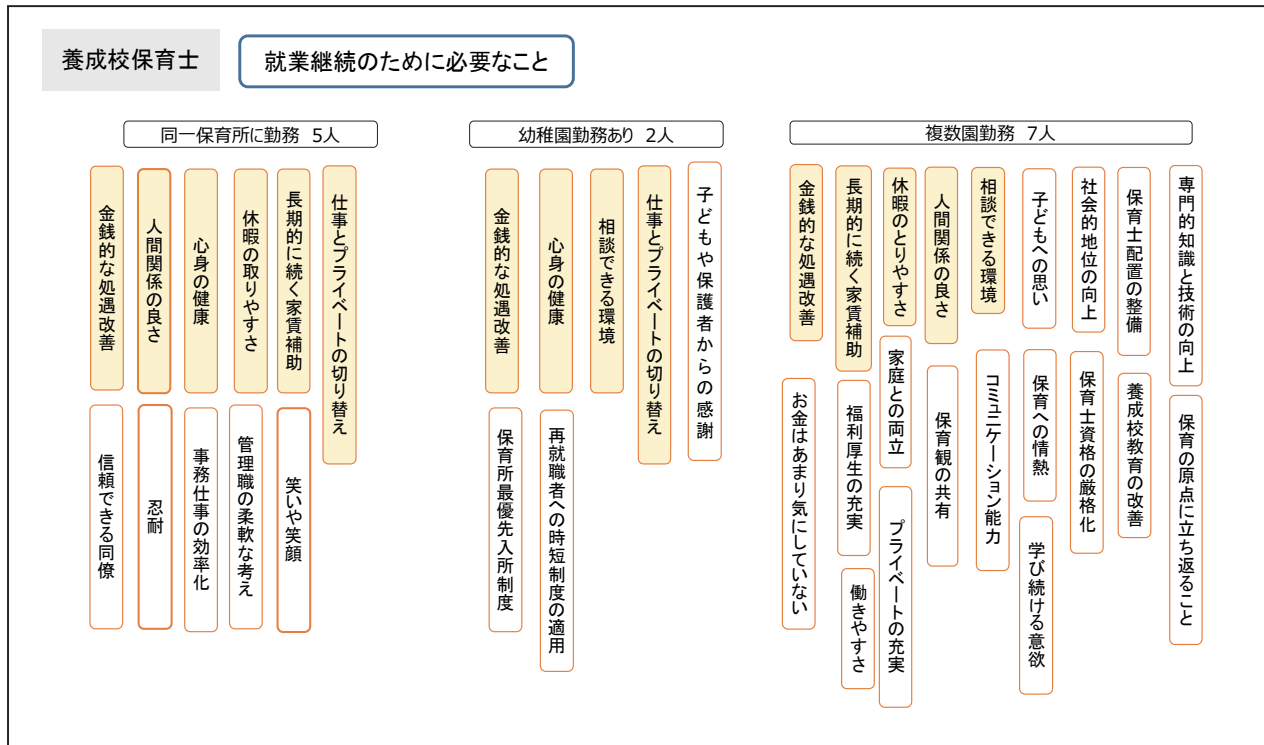 養成校保育士
就業継続のために必要なこと
同一保育所に勤務 5人
金銭的な処遇改善
人間関係の良さ
心身の健康
休暇の取りやすさ
長期的に続く家賃補助
仕事とプライベートの切り替え
信頼できる同僚
忍耐
事務仕事の効率化
管理職の柔軟な考え
笑いや笑顔
幼稚園勤務あり 2人
金銭的な処遇改善
心身の健康
相談できる環境
仕事とプライベートの切り替え
子どもや保護者からの感謝
保育所最優先入所制度
再就職者への時短制度の適用
複数園勤務 7人
金銭的な処遇改善
長期的に続く家賃補助
休暇のとりやすさ
人間関係の良さ
相談できる環境
子どもへの思い
社会的地位の向上
保育士配置の整備
専門的知識と技術の向上
お金はあまり気にしていない
福利厚生の充実
家庭との両立
保育観の共有
コミュニケーション能力
保育への情熱
保育士資格の厳格化
養成校教育の改善
保育の原点に立ち返ること
働きやすさ
プライベートの充実
学び続ける意欲